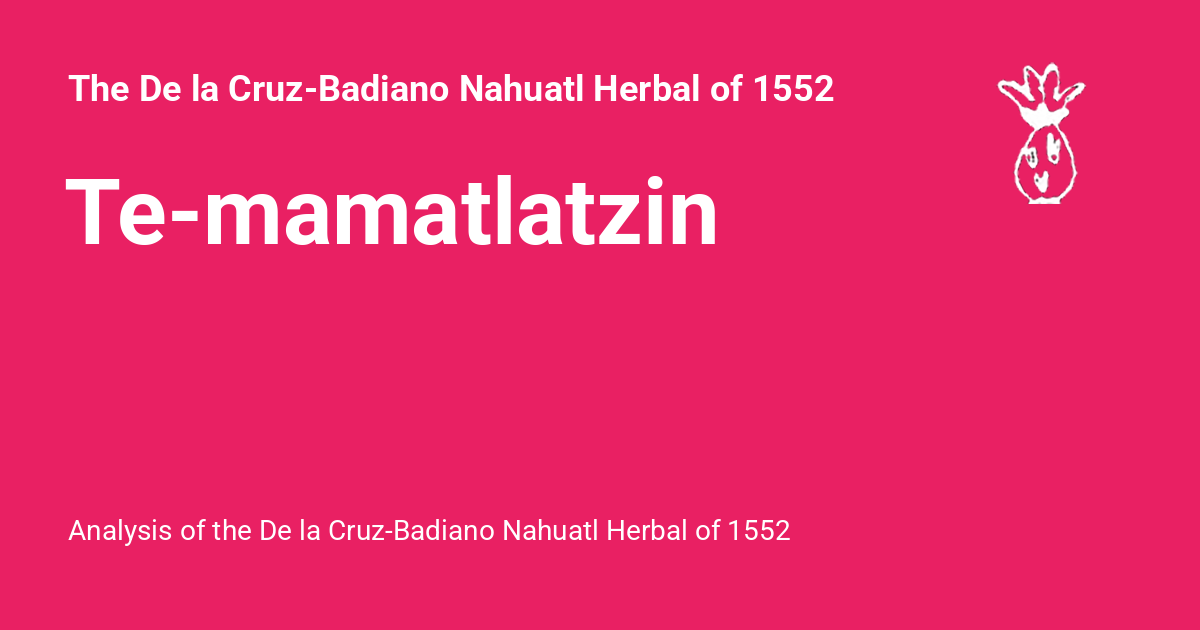 The De la Cruz-Badiano Nahuatl Herbal of 1552
Te-mamatlatzin
Analysis of the De la Cruz-Badiano Nahuatl Herbal of 1552